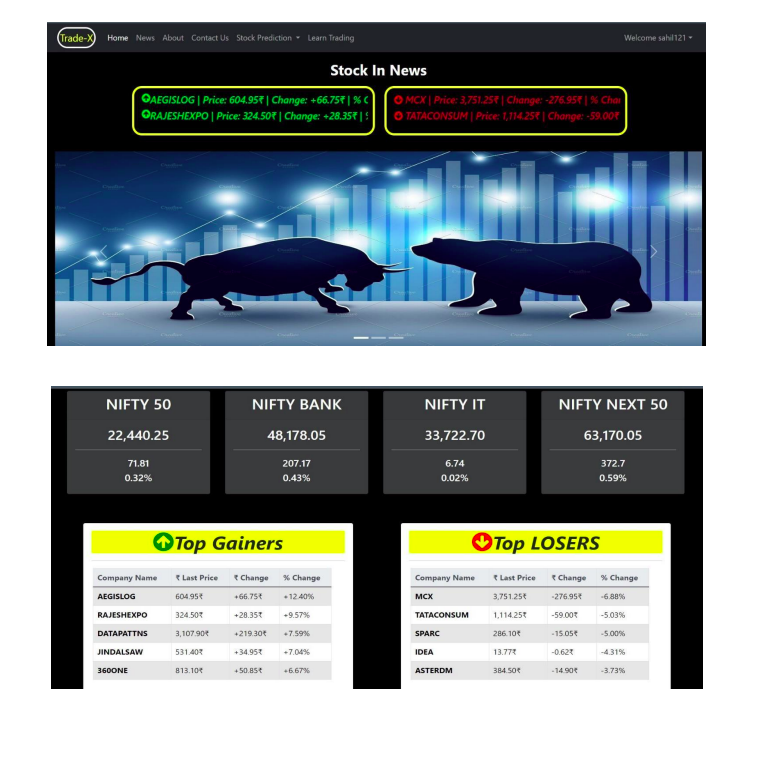 Trade-X Home News About Contact Us Stock Prediction Learn Trading Welcome sahil121
Stock In News
AEGISLOG | Price: 604.95₹ | Change: +66.75₹ | %
RAJESHEXPO | Price: 324.50₹ | Change: +28.35₹ |
MCX | Price: 3,751.25₹ | Change: -276.95₹ | % Cha
TATACONSUM | Price: 1,114.25₹ | Change: -59.00₹
NIFTY 50 NIFTY BANK NIFTY IT NIFTY NEXT 50
22,440.25 48,178.05 33,722.70 63,170.05
71.81 207.17 6.74 372.7
0.32% 0.43% 0.02% 0.59%
Top Gainers
Company Name ₹ Last Price ₹ Change % Change
AEGISLOG 604.95₹ +66.75₹ +12.40%
RAJESHEXPO 324.50₹ +28.35₹ +9.57%
DATAPATTNS 3,107.90₹ +219.30₹ +7.59%
JINDALSAW 531.40₹ +34.95₹ +7.04%
360ONE 813.10₹ +50.85₹ +6.67%
Top LOSERS
Company Name ₹ Last Price ₹ Change % Change
MCX 3,751.25₹ -276.95₹ -6.88%
TATACONSUM 1,114.25₹ -59.00₹ -5.03%
SPARC 286.10₹ -15.05₹ -5.00%
IDEA 13.77₹ -0.62₹ -4.31%
ASTERDM 384.50₹ -14.90₹ -3.73%